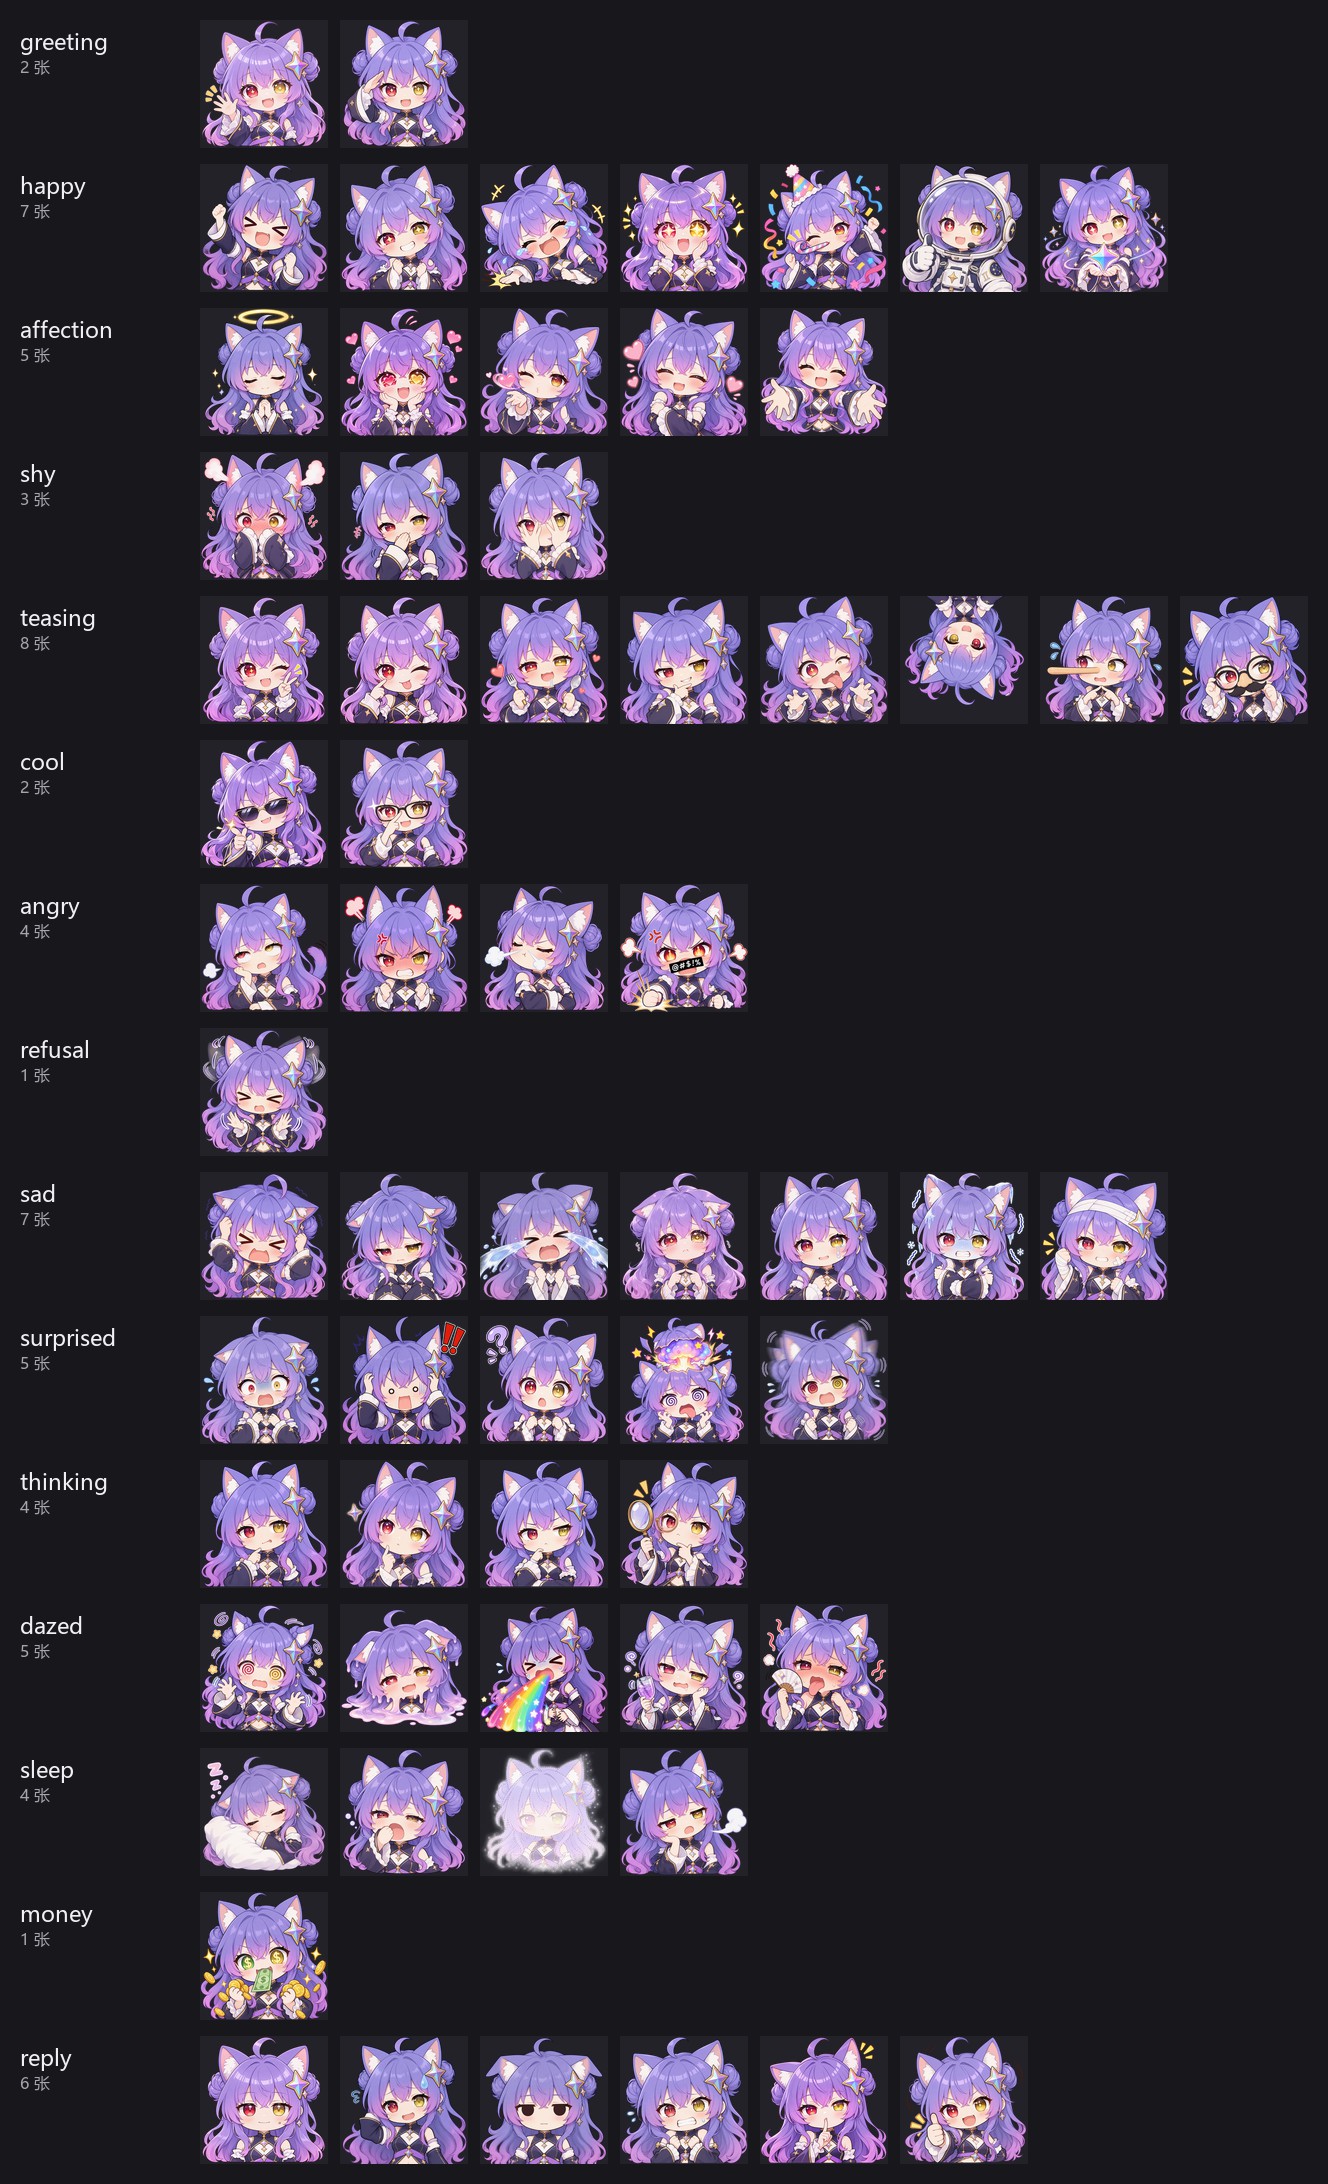 greeting
2 张
happy
7 张
affection
5 张
shy
3 张
teasing
8 张
cool
2 张
angry
4 张
@#$!%
refusal
1 张
sad
7 张
surprised
5 张
!!
?
thinking
4 张
dazed
5 张
sleep
4 张
z
z
z
money
1 张
$ $
$
reply
6 张